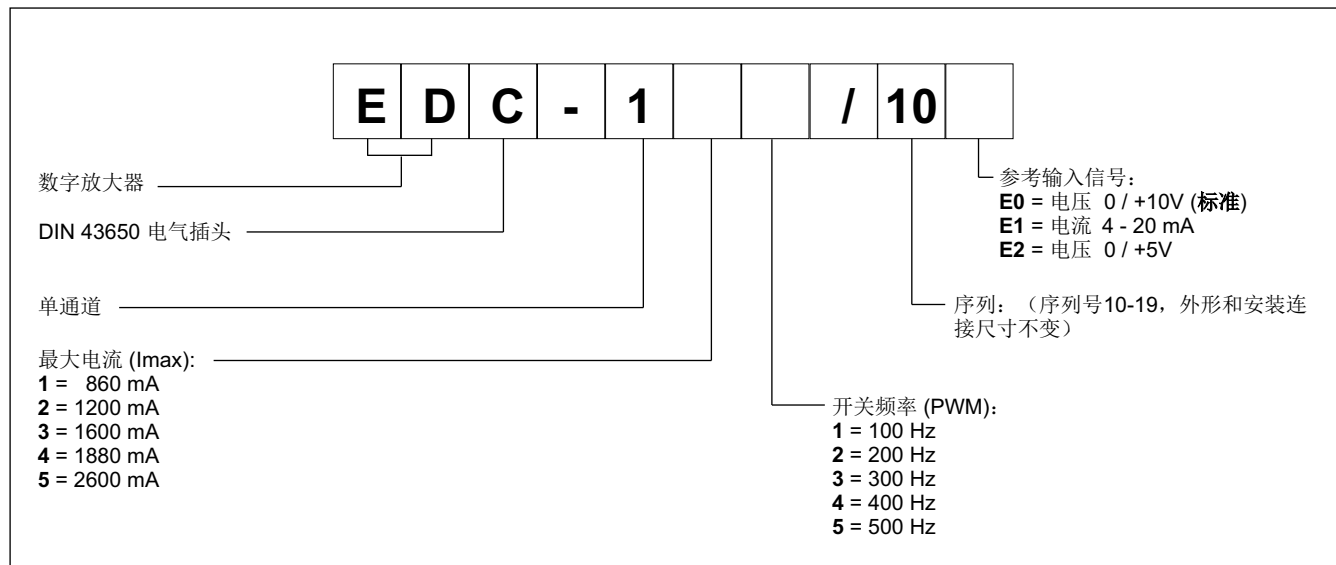 E D C - 1 / 10
数字放大器
DIN 43650 电气插头
单通道
最大电流 (Imax):
1 = 860 mA
2 = 1200 mA
3 = 1600 mA
4 = 1880 mA
5 = 2600 mA
参考输入信号：
E0 = 电压 0 / +10V (标准)
E1 = 电流 4 - 20 mA
E2 = 电压 0 / +5V
序列：（序列号10-19，外形和安装连
接尺寸不变）
开关频率 (PWM)：
1 = 100 Hz
2 = 200 Hz
3 = 300 Hz
4 = 400 Hz
5 = 500 Hz